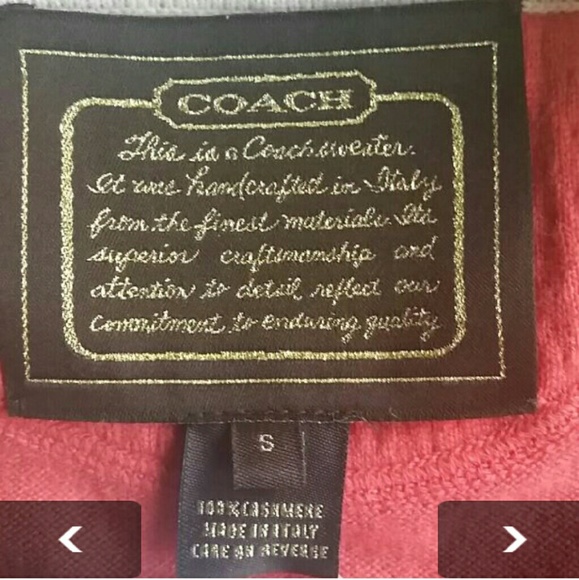 COACH
This is a Coach sweater.
It was handcrafted in Italy
from the finest materials. Its
superior craftsmanship and
attention to detail reflect our
commitment to enduring quality
S
100% CASHMERE
MADE IN ITALY
CARE ON REVERSE